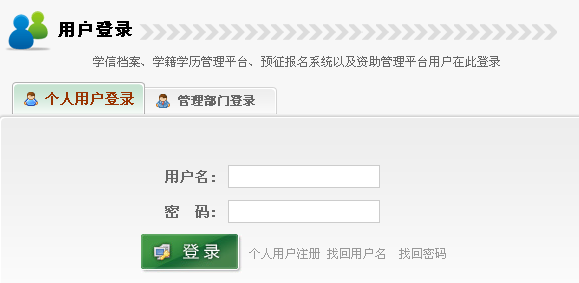 用户登录
学信档案、学籍学历管理平台、预征报名系统以及资助管理平台用户在此登录
个人用户登录 管理部门登录
用户名：
密 码：
登录 个人用户注册 找回用户名 找回密码